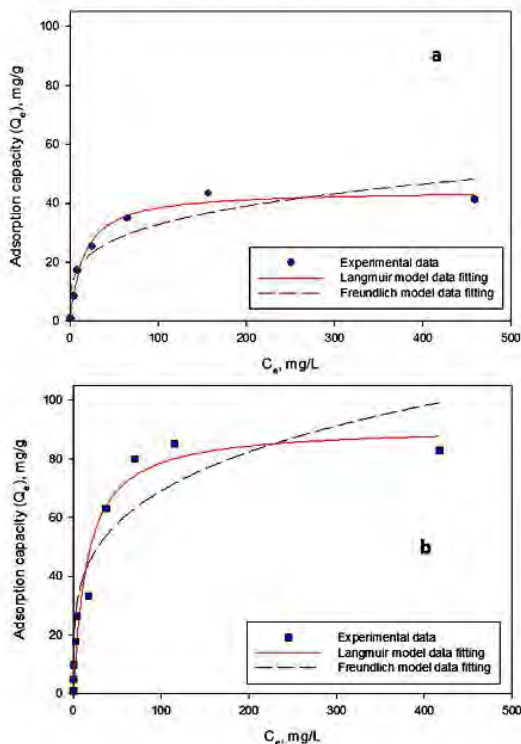 100
a
80
60
40
20
0
Adsorption capacity (Qe), mg/g
Experimental data
Langmuir model data fitting
Freundlich model data fitting
0 100 200 300 400 500
Ce, mg/L
100
80
60
40
20
0
Adsorption capacity (Qe), mg/g
b
Experimental data
Langmuir model data fitting
Freundlich model data fitting
0 100 200 300 400 500
Ce, mg/L